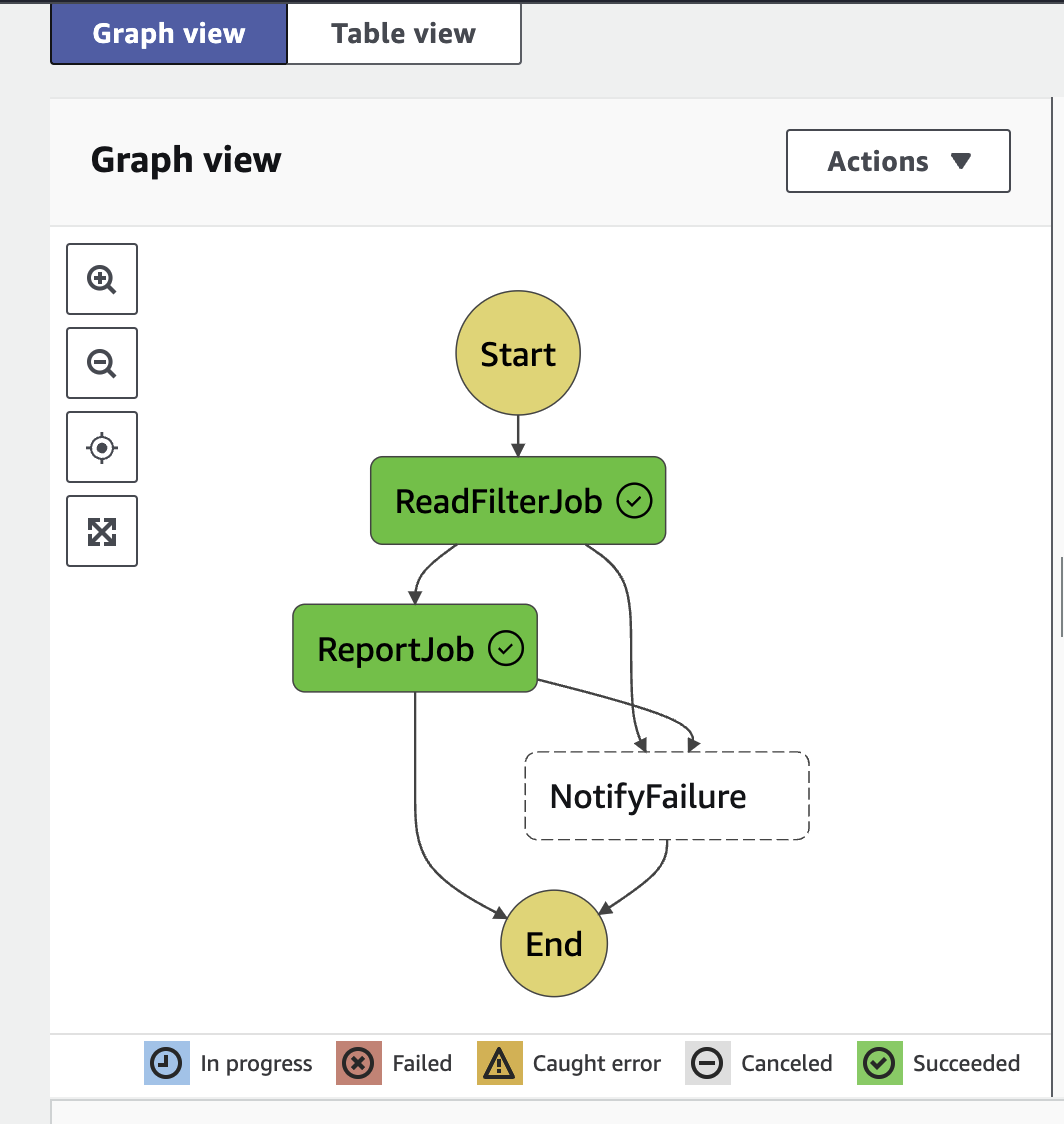 Graph view Table view
Graph view Actions
Start
ReadFilterJob
ReportJob
NotifyFailure
End
In progress Failed Caught error Canceled Succeeded